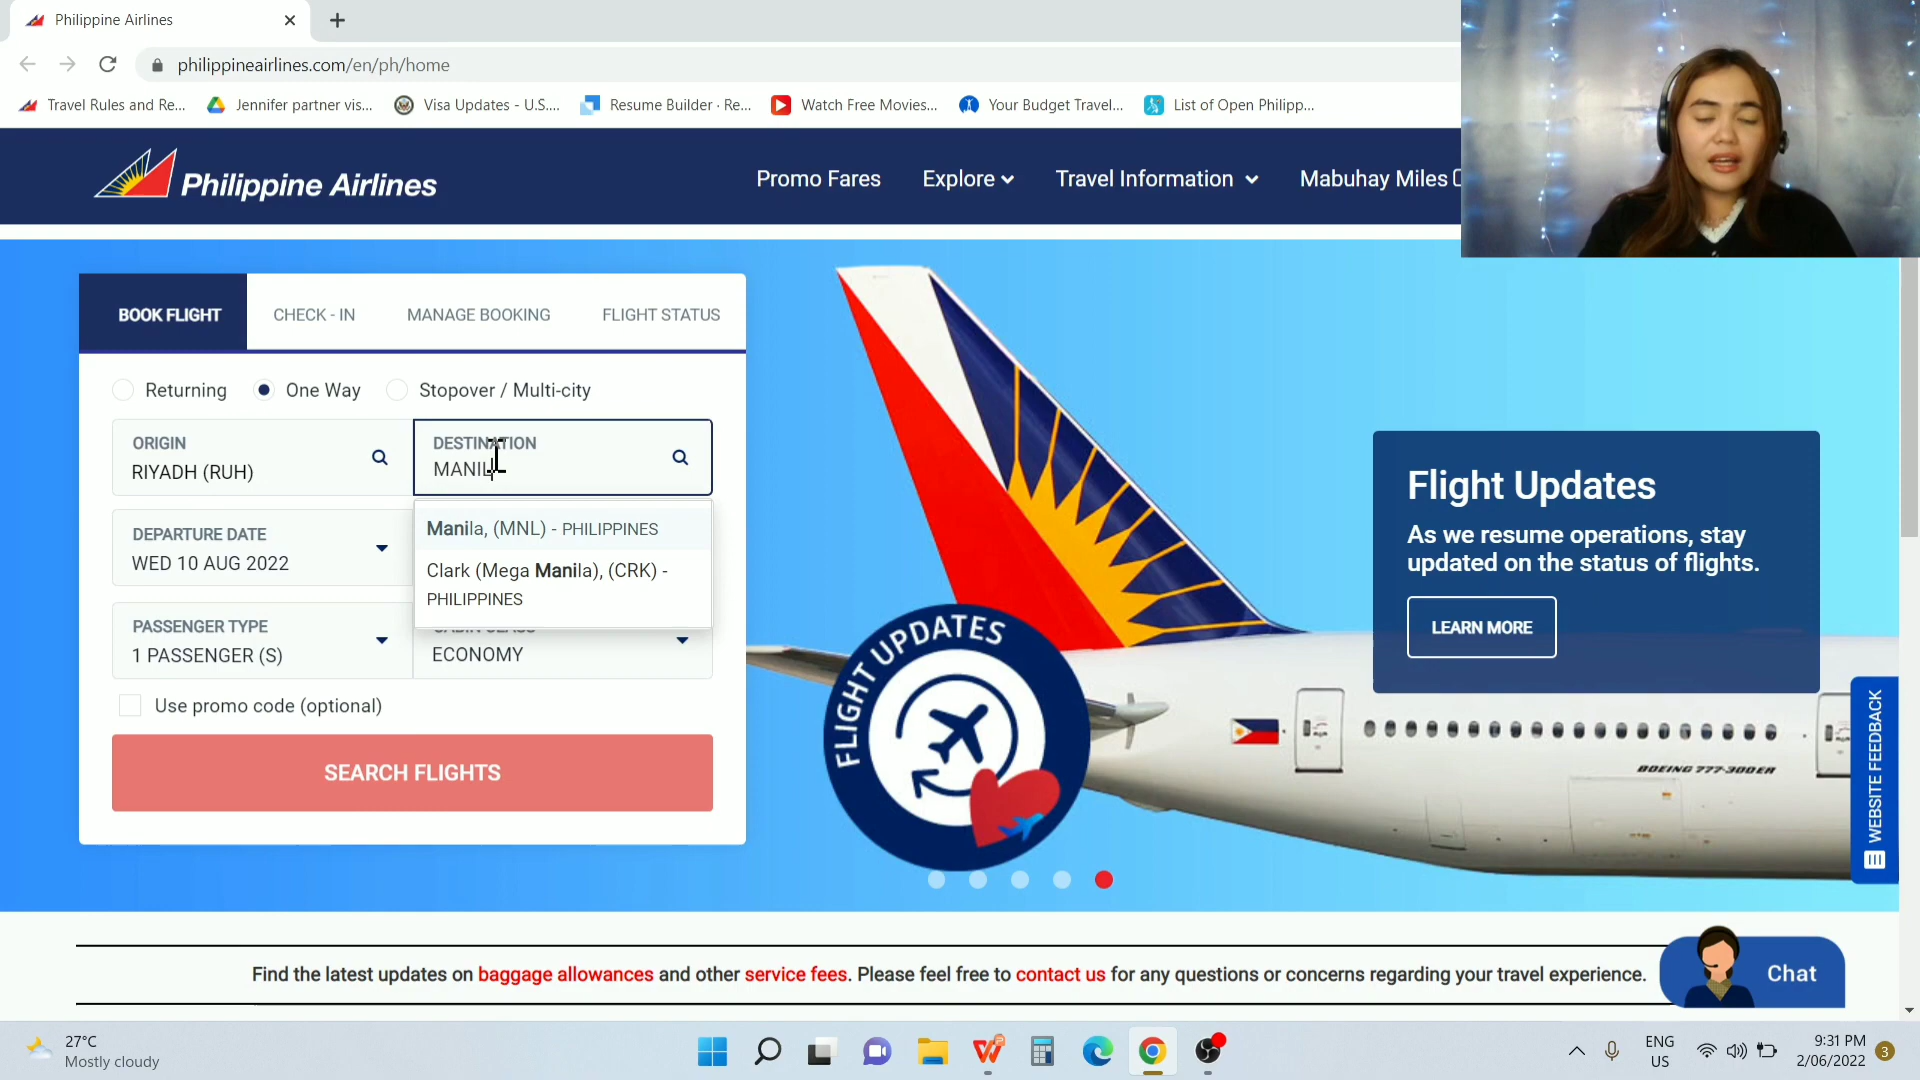 Philippine Airlines
philippineairlines.com/en/ph/home
Travel Rules and Re...
Jennifer partner vis...
Visa Updates - U.S....
Resume Builder · Re...
Watch Free Movies...
Your Budget Travel...
List of Open Philipp...
Philippine Airlines
Promo Fares
Explore
Travel Information
Mabuhay Miles
BOOK FLIGHT
CHECK - IN
MANAGE BOOKING
FLIGHT STATUS
Returning
One Way
Stopover / Multi-city
ORIGIN
RIYADH (RUH)
DESTINATION
MANIL
Manila, (MNL) - PHILIPPINES
Clark (Mega Manila), (CRK) -
PHILIPPINES
DEPARTURE DATE
WED 10 AUG 2022
PASSENGER TYPE
1 PASSENGER (S)
CABIN CLASS
ECONOMY
Use promo code (optional)
SEARCH FLIGHTS
FLIGHT UPDATES
Flight Updates
As we resume operations, stay
updated on the status of flights.
LEARN MORE
BOEING 777-300ER
WEBSITE FEEDBACK
Find the latest updates on baggage allowances and other service fees. Please feel free to contact us for any questions or concerns regarding your travel experience.
Chat
27°C
Mostly cloudy
ENG
US
9:31 PM
2/06/2022
3